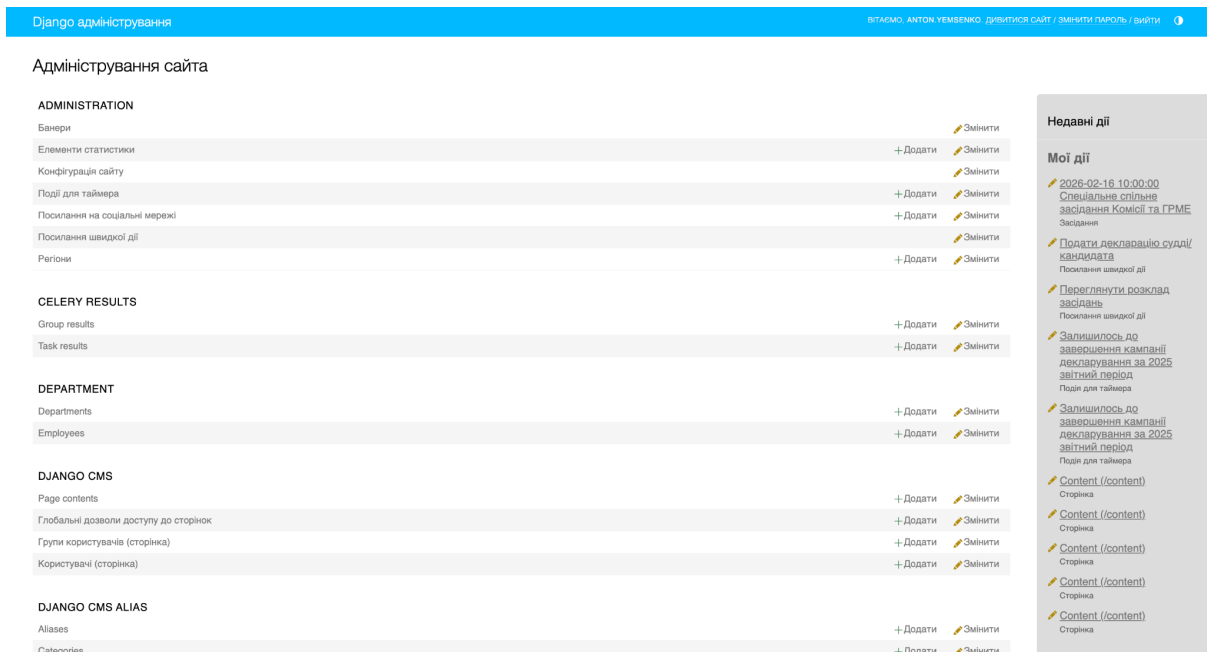 Django адміністрування
ВІТАЄМО, ANTON.YEMSENKO. ДИВИТИСЯ САЙТ / ЗМІНИТИ ПАРОЛЬ / ВИЙТИ
Адміністрування сайта
ADMINISTRATION
Банери Змінити
Елементи статистики Додати Змінити
Конфігурація сайту Змінити
Події для таймера Додати Змінити
Посилання на соціальні мережі Додати Змінити
Посилання швидкої дії Змінити
Регіони Додати Змінити
CELERY RESULTS
Group results Додати Змінити
Task results Додати Змінити
DEPARTMENT
Departments Додати Змінити
Employees Додати Змінити
DJANGO CMS
Page contents Додати Змінити
Глобальні дозволи доступу до сторінок Додати Змінити
Групи користувачів (сторінка) Додати Змінити
Користувачі (сторінка) Додати Змінити
DJANGO CMS ALIAS
Aliases Додати Змінити
Categories Додати Змінити
Недавні дії
Мої дії
2026-02-16 10:00:00
Спеціальне спільне
засідання Комісії та ГРМЕ
Засідання
Подати декларацію судді/
кандидата
Посилання швидкої дії
Переглянути розклад
засідань
Посилання швидкої дії
Залишилось до
завершення кампанії
декларування за 2025
звітний період
Подія для таймера
Залишилось до
завершення кампанії
декларування за 2025
звітний період
Подія для таймера
Content (/content)
Сторінка
Content (/content)
Сторінка
Content (/content)
Сторінка
Content (/content)
Сторінка
Content (/content)
Сторінка